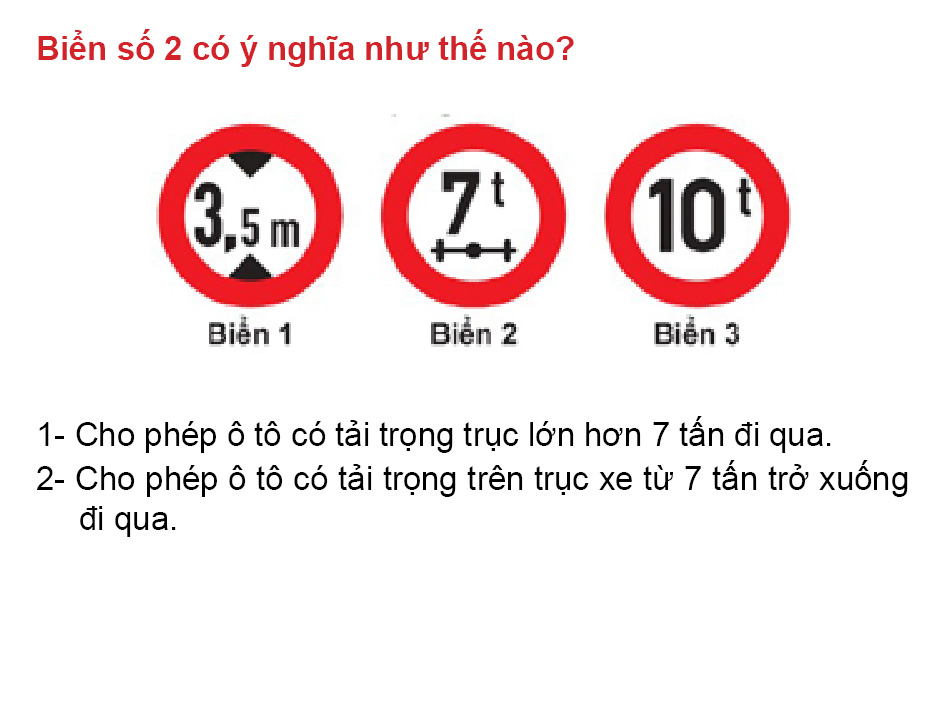 Biển số 2 có ý nghĩa như thế nào?
3,5 m
7 t
10 t
Biển 1
Biển 2
Biển 3
1- Cho phép ô tô có tải trọng trục lớn hơn 7 tấn đi qua.
2- Cho phép ô tô có tải trọng trên trục xe từ 7 tấn trở xuống
đi qua.